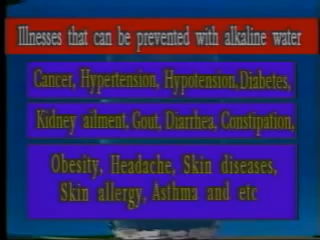 Illnesses that can be prevented with alkaline water
Cancer, Hypertension, Hypotension,Diabetes,
Kidney ailment, Gout, Diarrhea, Constipation,
Obesity, Headache, Skin diseases,
Skin allergy, Asthma and etc